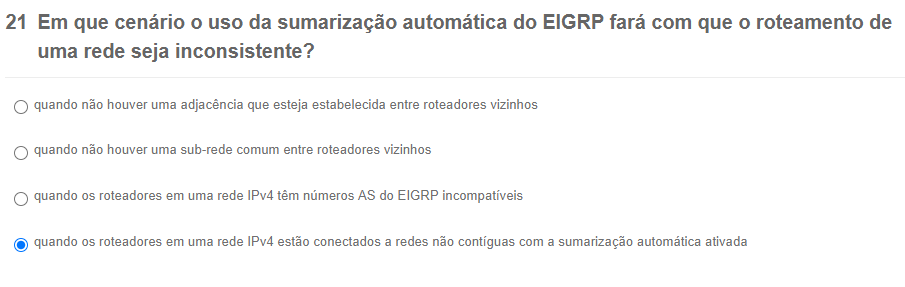 21 Em que cenário o uso da sumarização automática do EIGRP fará com que o roteamento de
uma rede seja inconsistente?
quando não houver uma adjacência que esteja estabelecida entre roteadores vizinhos
quando não houver uma sub-rede comum entre roteadores vizinhos
quando os roteadores em uma rede IPv4 têm números AS do EIGRP incompatíveis
quando os roteadores em uma rede IPv4 estão conectados a redes não contíguas com a sumarização automática ativada